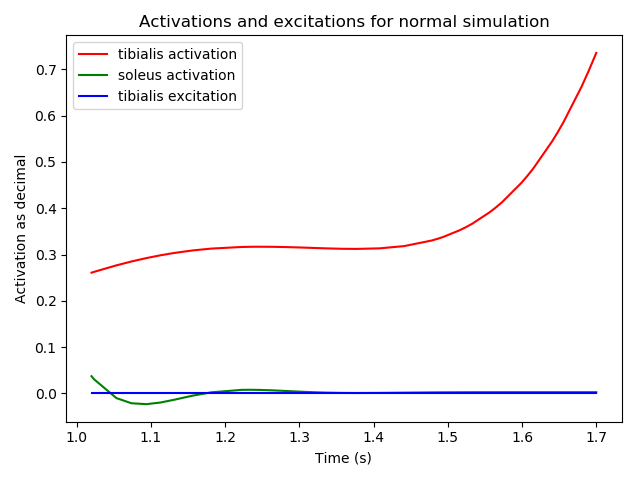 Activations and excitations for normal simulation
tibialis activation
soleus activation
tibialis excitation
Activation as decimal
0.7
0.6
0.5
0.4
0.3
0.2
0.1
0.0
1.0 1.1 1.2 1.3 1.4 1.5 1.6 1.7
Time (s)